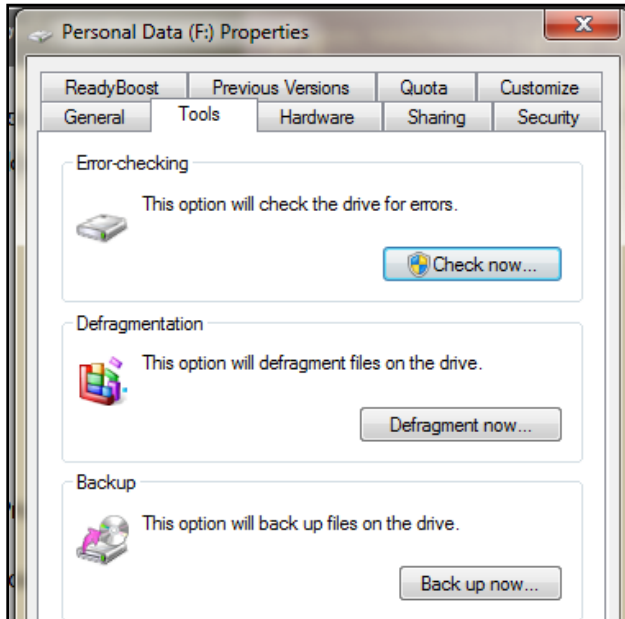 Personal Data (F:) Properties
ReadyBoost Previous Versions Quota Customize
General Tools Hardware Sharing Security
Error-checking
This option will check the drive for errors.
Check now...
Defragmentation
This option will defragment files on the drive.
Defragment now...
Backup
This option will back up files on the drive.
Back up now...